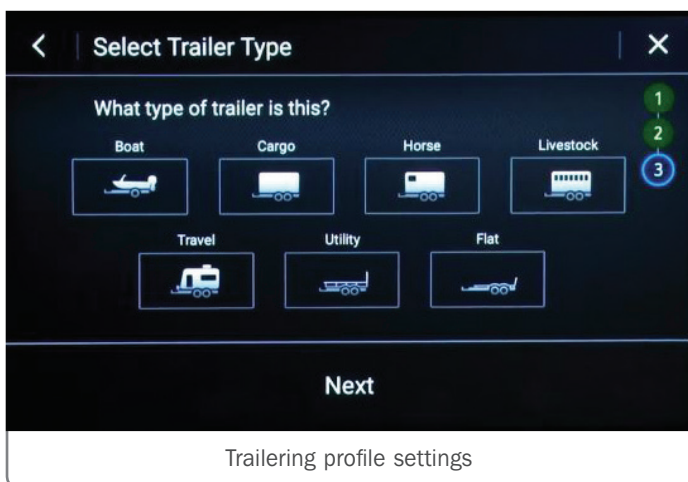 Select Trailer Type
What type of trailer is this?
1
Boat Cargo Horse Livestock
2
3
Travel Utility Flat
Next
Trailering profile settings